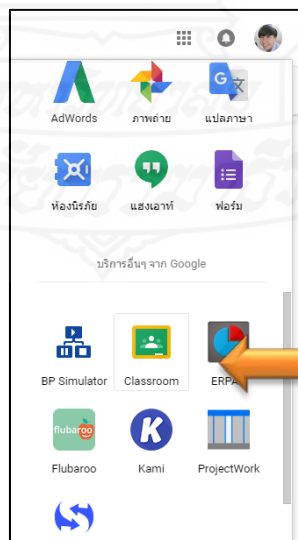 AdWords ภาพถ่าย แปลภาษา
G
ห้องนิรภัย แฮงเอาท์ ฟอร์ม
บริการอื่นๆ จาก Google
BP Simulator Classroom
flubaroo K
Flubaroo Kami ProjectWork